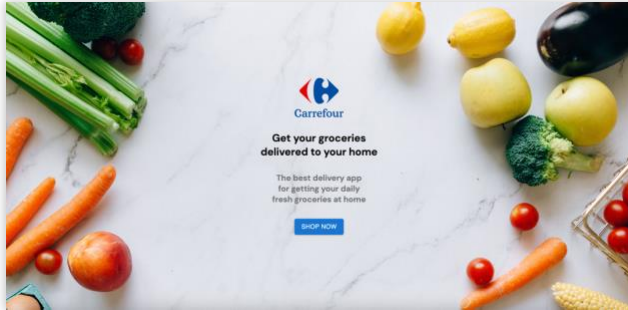 Carrefour
Get your groceries
delivered to your home
The best delivery app
for getting your daily
fresh groceries at home
SHOP NOW